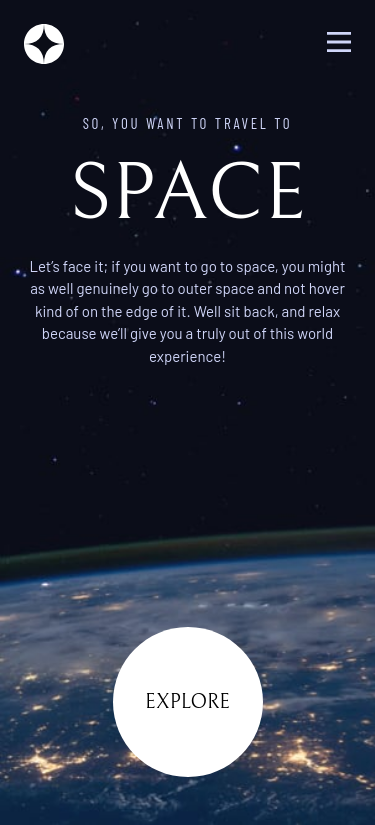 SO, YOU WANT TO TRAVEL TO
SPACE
Let’s face it; if you want to go to space, you might
as well genuinely go to outer space and not hover
kind of on the edge of it. Well sit back, and relax
because we’ll give you a truly out of this world
experience!
EXPLORE